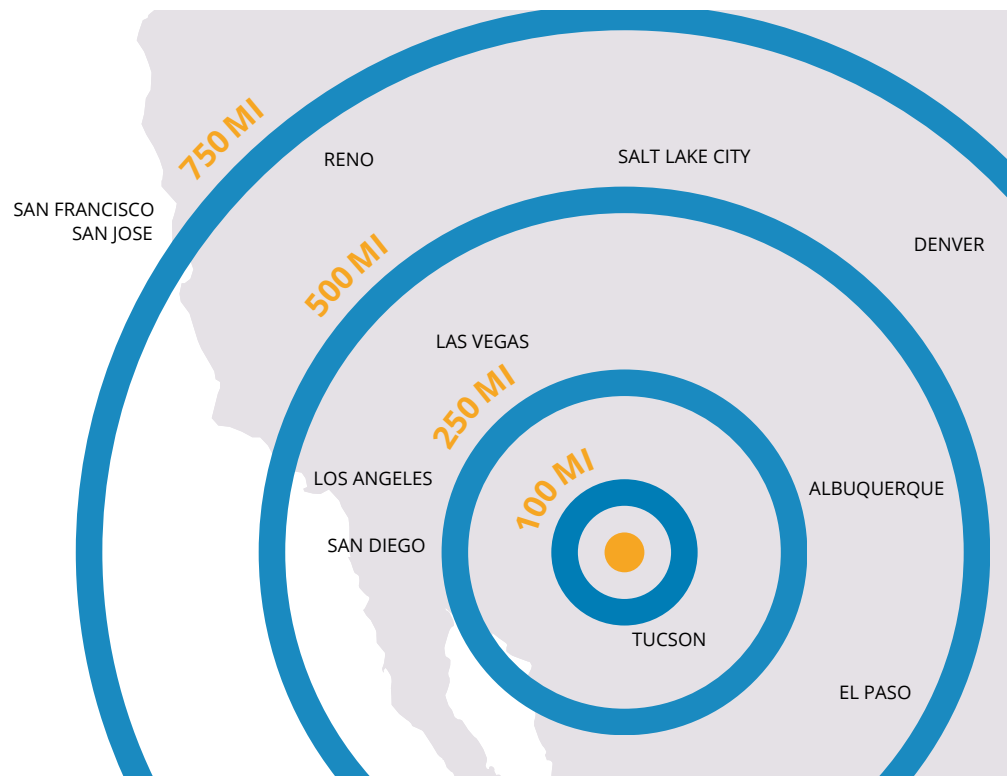 750 MI
RENO
SALT LAKE CITY
SAN FRANCISCO
SAN JOSE
DENVER
500 MI
LAS VEGAS
250 MI
LOS ANGELES
100 MI
ALBUQUERQUE
SAN DIEGO
TUCSON
EL PASO